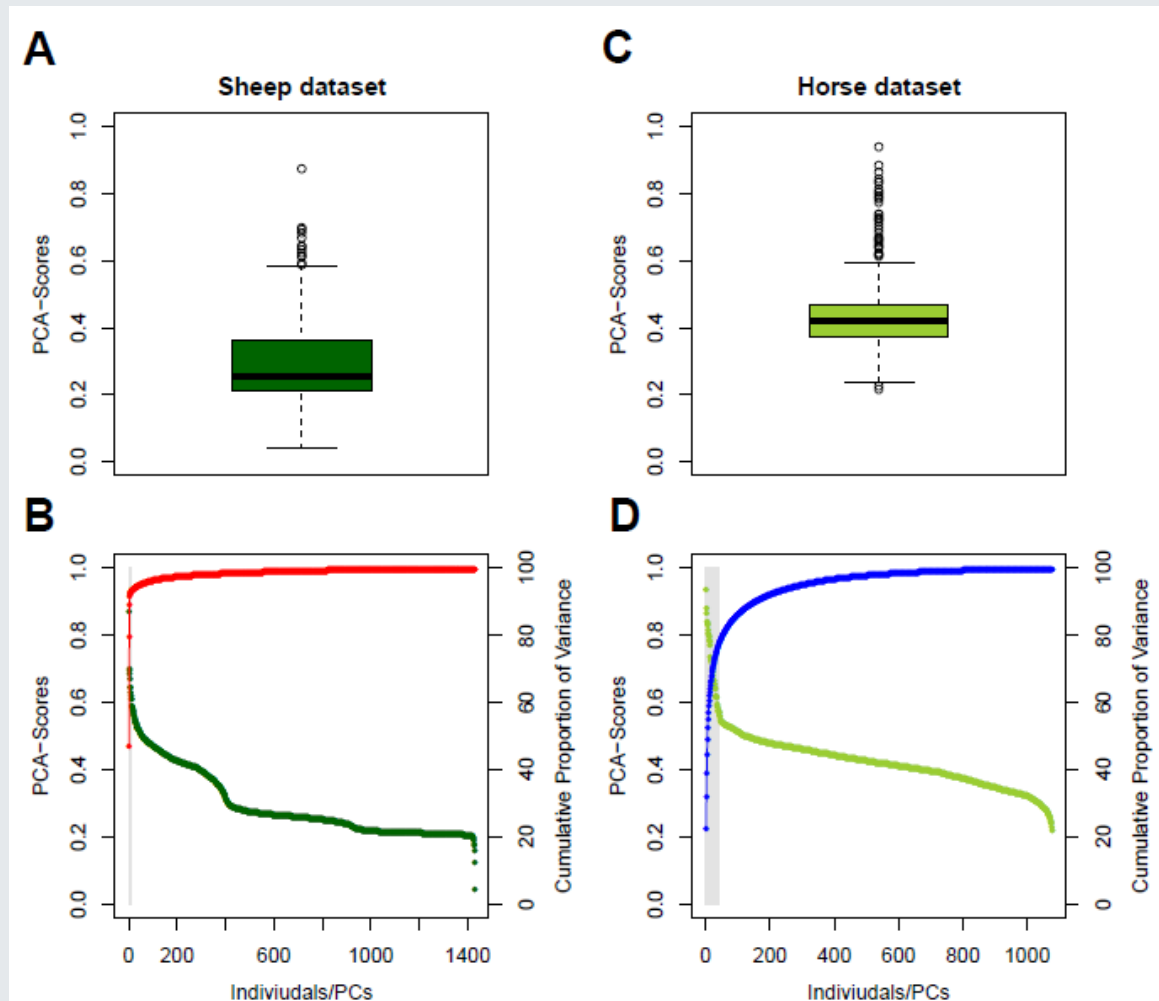 A
Sheep dataset
PCA-Scores
1.0
0.8
0.6
0.4
0.2
0.0
C
Horse dataset
PCA-Scores
1.0
0.8
0.6
0.4
0.2
0.0
B
PCA-Scores
1.0
0.8
0.6
0.4
0.2
0.0
100
80
60
40
20
0
Cumulative Proportion of Variance
0 200 600 1000 1400
Indiviudals/PCs
D
PCA-Scores
1.0
0.8
0.6
0.4
0.2
0.0
100
80
60
40
20
0
Cumulative Proportion of Variance
0 200 400 600 800 1000
Indiviudals/PCs